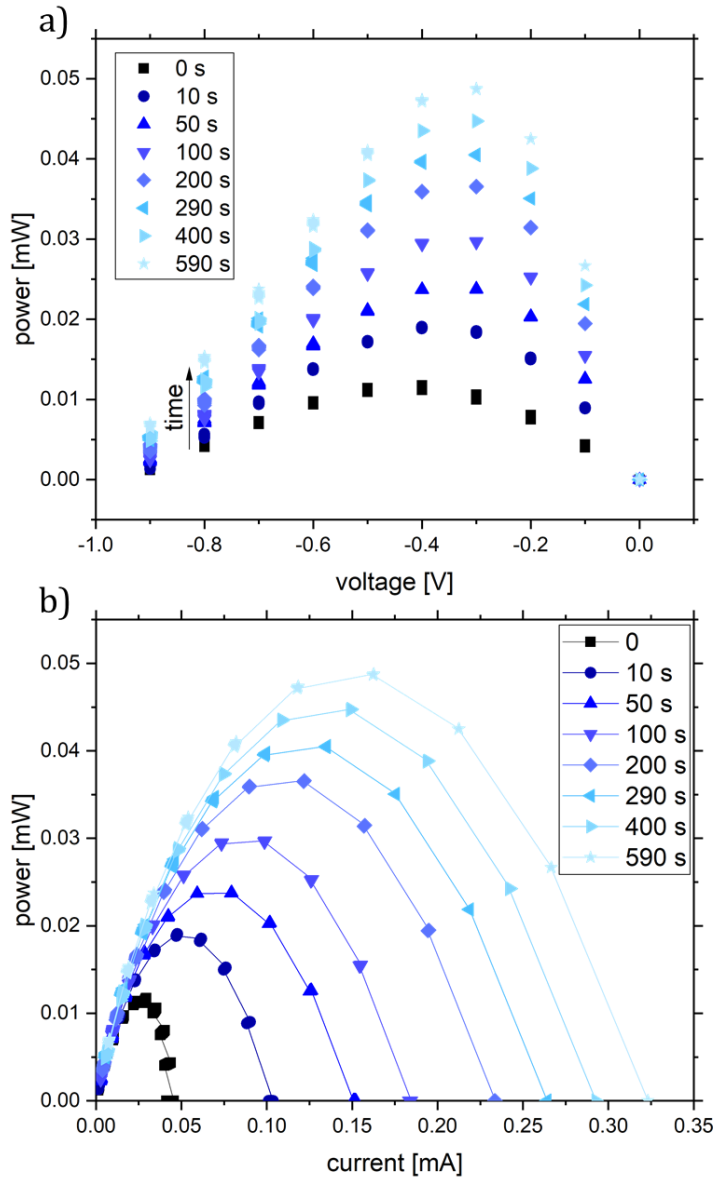 a)
0.05
0.04
0.03
0.02
0.01
0.00
power [mW]
0 s
10 s
50 s
100 s
200 s
290 s
400 s
590 s
time
-1.0 -0.8 -0.6 -0.4 -0.2 0.0
voltage [V]
b)
0.05
0.04
0.03
0.02
0.01
0.00
power [mW]
0
10 s
50 s
100 s
200 s
290 s
400 s
590 s
0.00 0.05 0.10 0.15 0.20 0.25 0.30 0.35
current [mA]